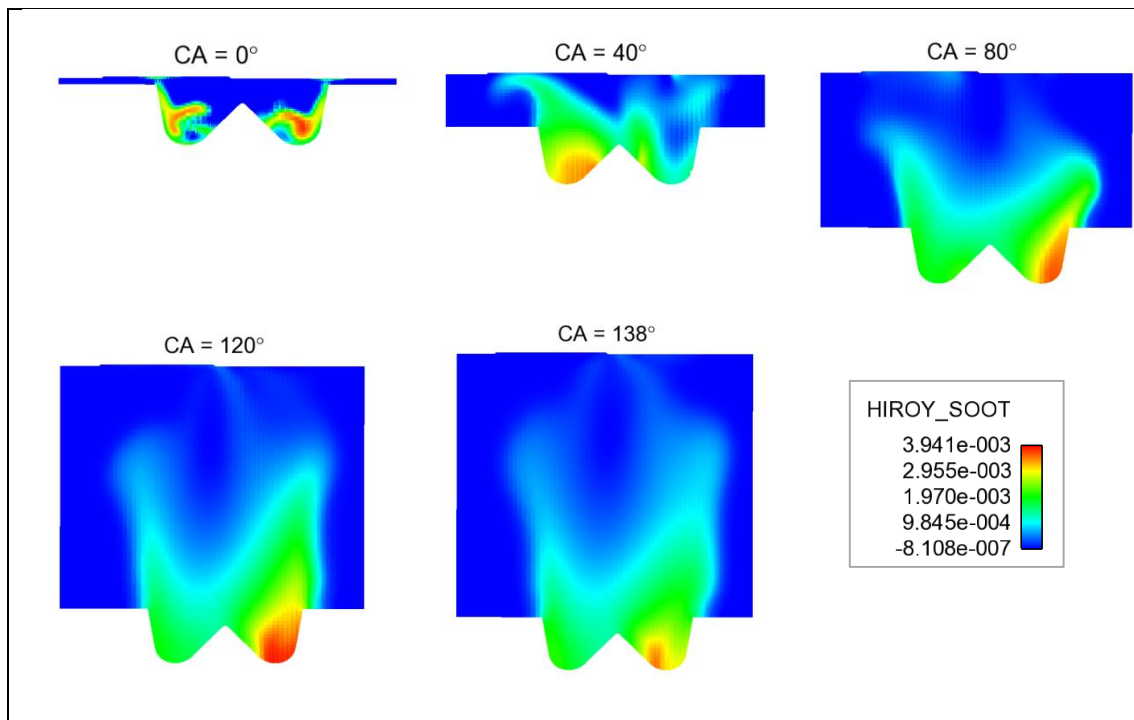 CA = 0°
CA = 40°
CA = 80°
CA = 120°
CA = 138°
HIROY_SOOT
3.941e-003
2.955e-003
1.970e-003
9.845e-004
-8.108e-007